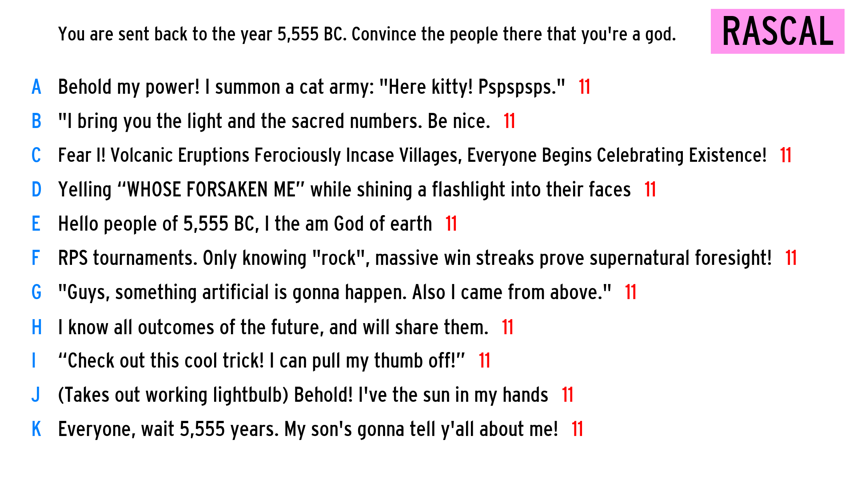 You are sent back to the year 5,555 BC. Convince the people there that you're a god.
RASCAL
A Behold my power! I summon a cat army: "Here kitty! Pspspsps." 11
B "I bring you the light and the sacred numbers. Be nice. 11
C Fear I! Volcanic Eruptions Ferociously Incase Villages, Everyone Begins Celebrating Existence! 11
D Yelling “WHOSE FORSAKEN ME” while shining a flashlight into their faces 11
E Hello people of 5,555 BC, I the am God of earth 11
F RPS tournaments. Only knowing "rock", massive win streaks prove supernatural foresight! 11
G "Guys, something artificial is gonna happen. Also I came from above." 11
H I know all outcomes of the future, and will share them. 11
I “Check out this cool trick! I can pull my thumb off!” 11
J (Takes out working lightbulb) Behold! I've the sun in my hands 11
K Everyone, wait 5,555 years. My son's gonna tell y'all about me! 11